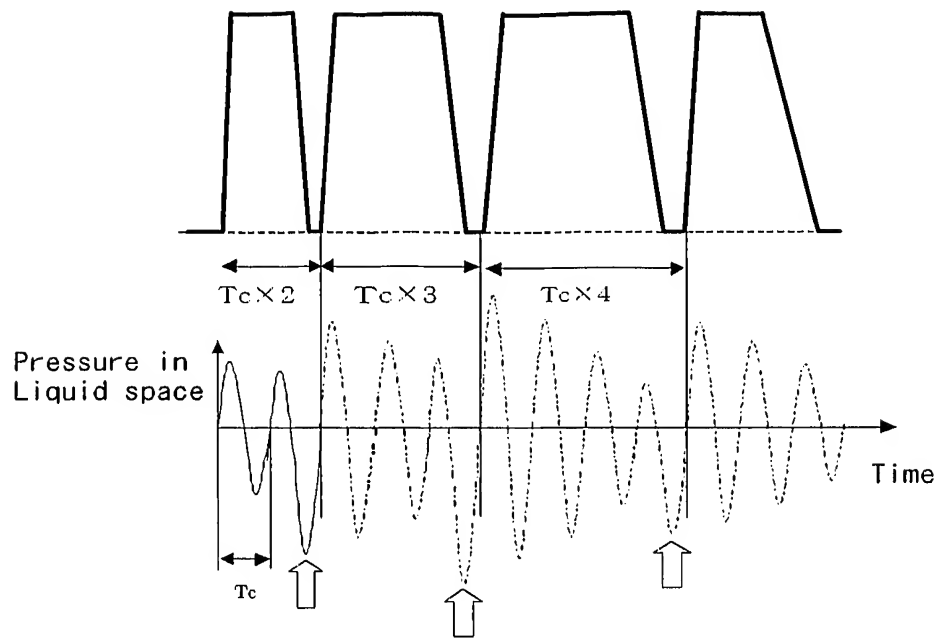 Tc×2
Tc×3
Tc×4
Pressure in
Liquid space
Time
Tc